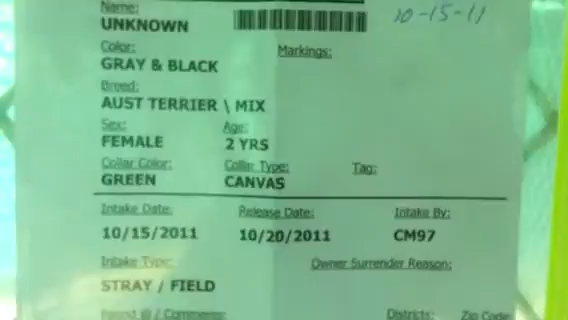 Name:
UNKNOWN
10-15-11
Color:
Markings:
GRAY & BLACK
Breed:
AUST TERRIER \ MIX
Sex: Age:
FEMALE 2 YRS
Collar Color: Collar Type: Tag:
GREEN CANVAS
Intake Date: Release Date: Intake By:
10/15/2011 10/20/2011 CM97
Intake Type: Owner Surrender Reason:
STRAY / FIELD
Found @ / Comments: Districts: Zip Code